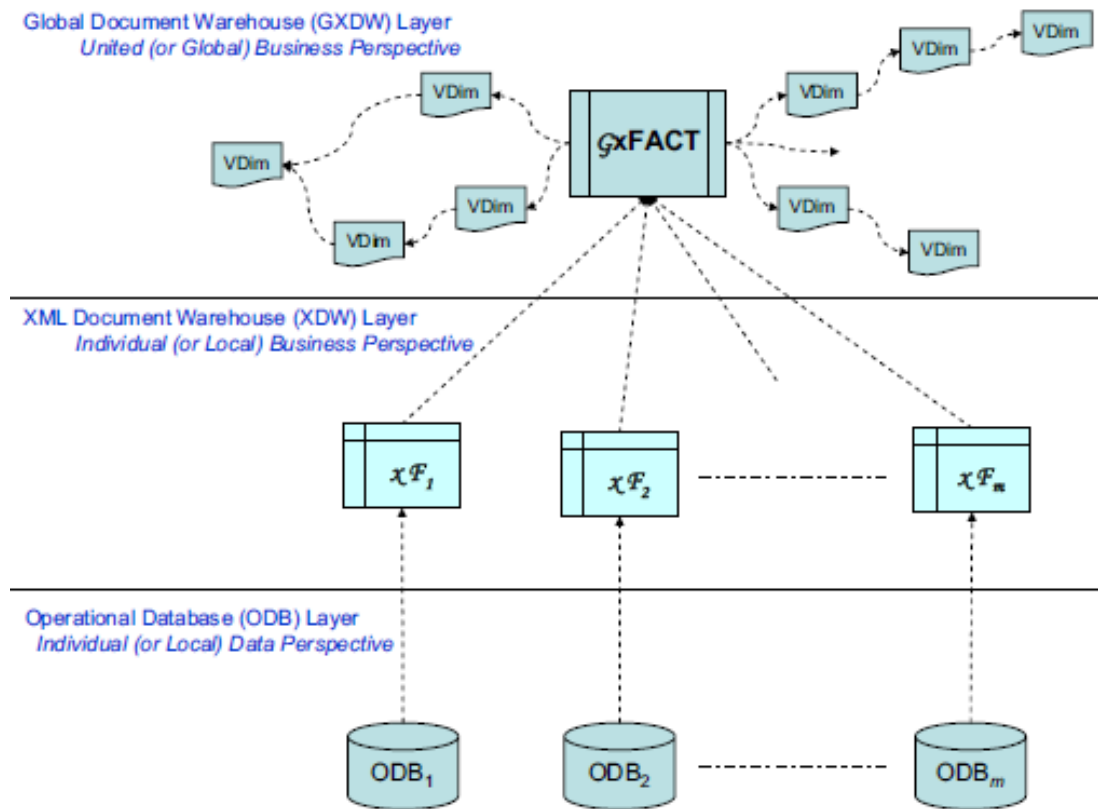 Global Document Warehouse (GXDW) Layer
United (or Global) Business Perspective
VDim
VDim
VDim
VDim
VDim
VDim
VDim
VDim
VDim
𝒢xFACT
XML Document Warehouse (XDW) Layer
Individual (or Local) Business Perspective
xF₁
xF₂
xFₘ
Operational Database (ODB) Layer
Individual (or Local) Data Perspective
ODB₁
ODB₂
ODBₘ